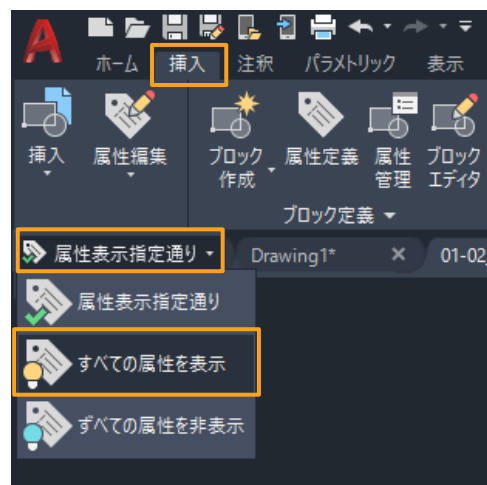 A
ホーム 挿入 注釈 パラメトリック 表示
挿入 属性編集 ブロック 属性定義 属性 ブロック
作成 管理 エディタ
ブロック定義
属性表示指定通り Drawing1* × 01-02
属性表示指定通り
すべての属性を表示
すべての属性を非表示